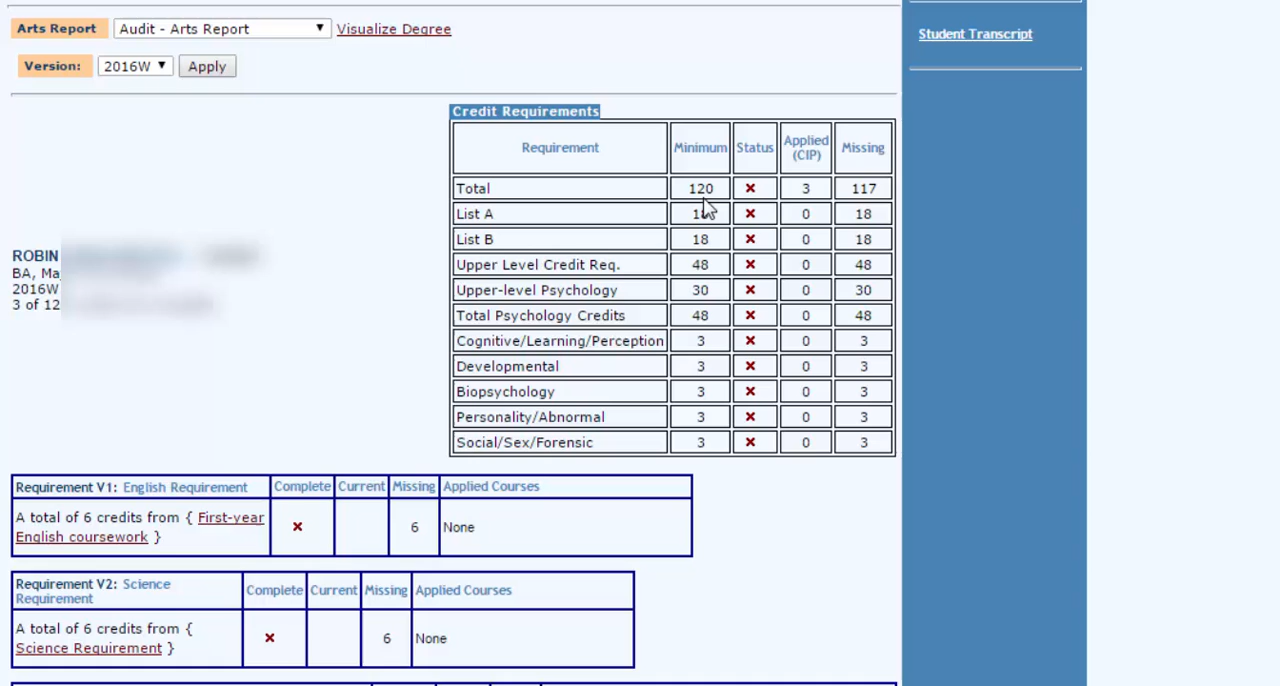 Arts Report Audit - Arts Report Visualize Degree
Version: 2016W Apply
Student Transcript
Credit Requirements
Requirement Minimum Status Applied (CIP) Missing
Total 120 3 117
List A 0 18
List B 18 0 18
Upper Level Credit Req. 48 0 48
Upper-level Psychology 30 0 30
Total Psychology Credits 48 0 48
Cognitive/Learning/Perception 3 0 3
Developmental 3 0 3
Biopsychology 3 0 3
Personality/Abnormal 3 0 3
Social/Sex/Forensic 3 0 3
ROBIN
BA, Ma
2016W
3 of 12
Requirement V1: English Requirement Complete Current Missing Applied Courses
A total of 6 credits from { First-year
English coursework } 6 None
Requirement V2: Science
Requirement Complete Current Missing Applied Courses
A total of 6 credits from {
Science Requirement } 6 None